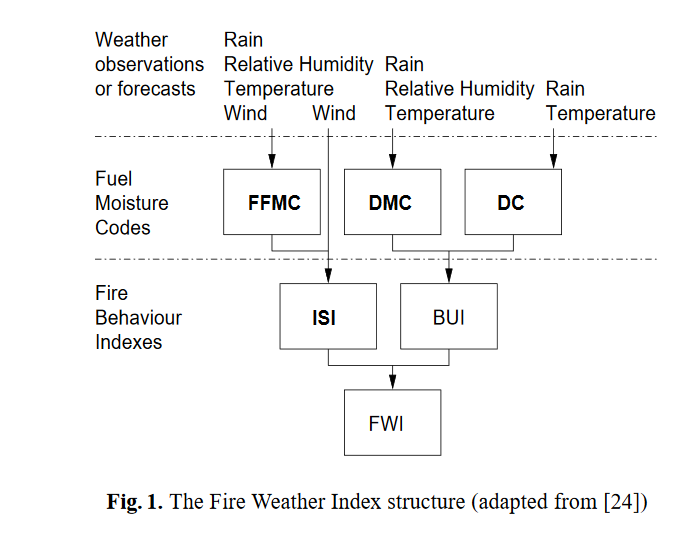 Weather
observations
or forecasts
Rain
Relative Humidity
Temperature
Wind
Wind
Rain
Relative Humidity
Temperature
Rain
Temperature
Fuel
Moisture
Codes
FFMC
DMC
DC
Fire
Behaviour
Indexes
ISI
BUI
FWI
Fig. 1. The Fire Weather Index structure (adapted from [24])